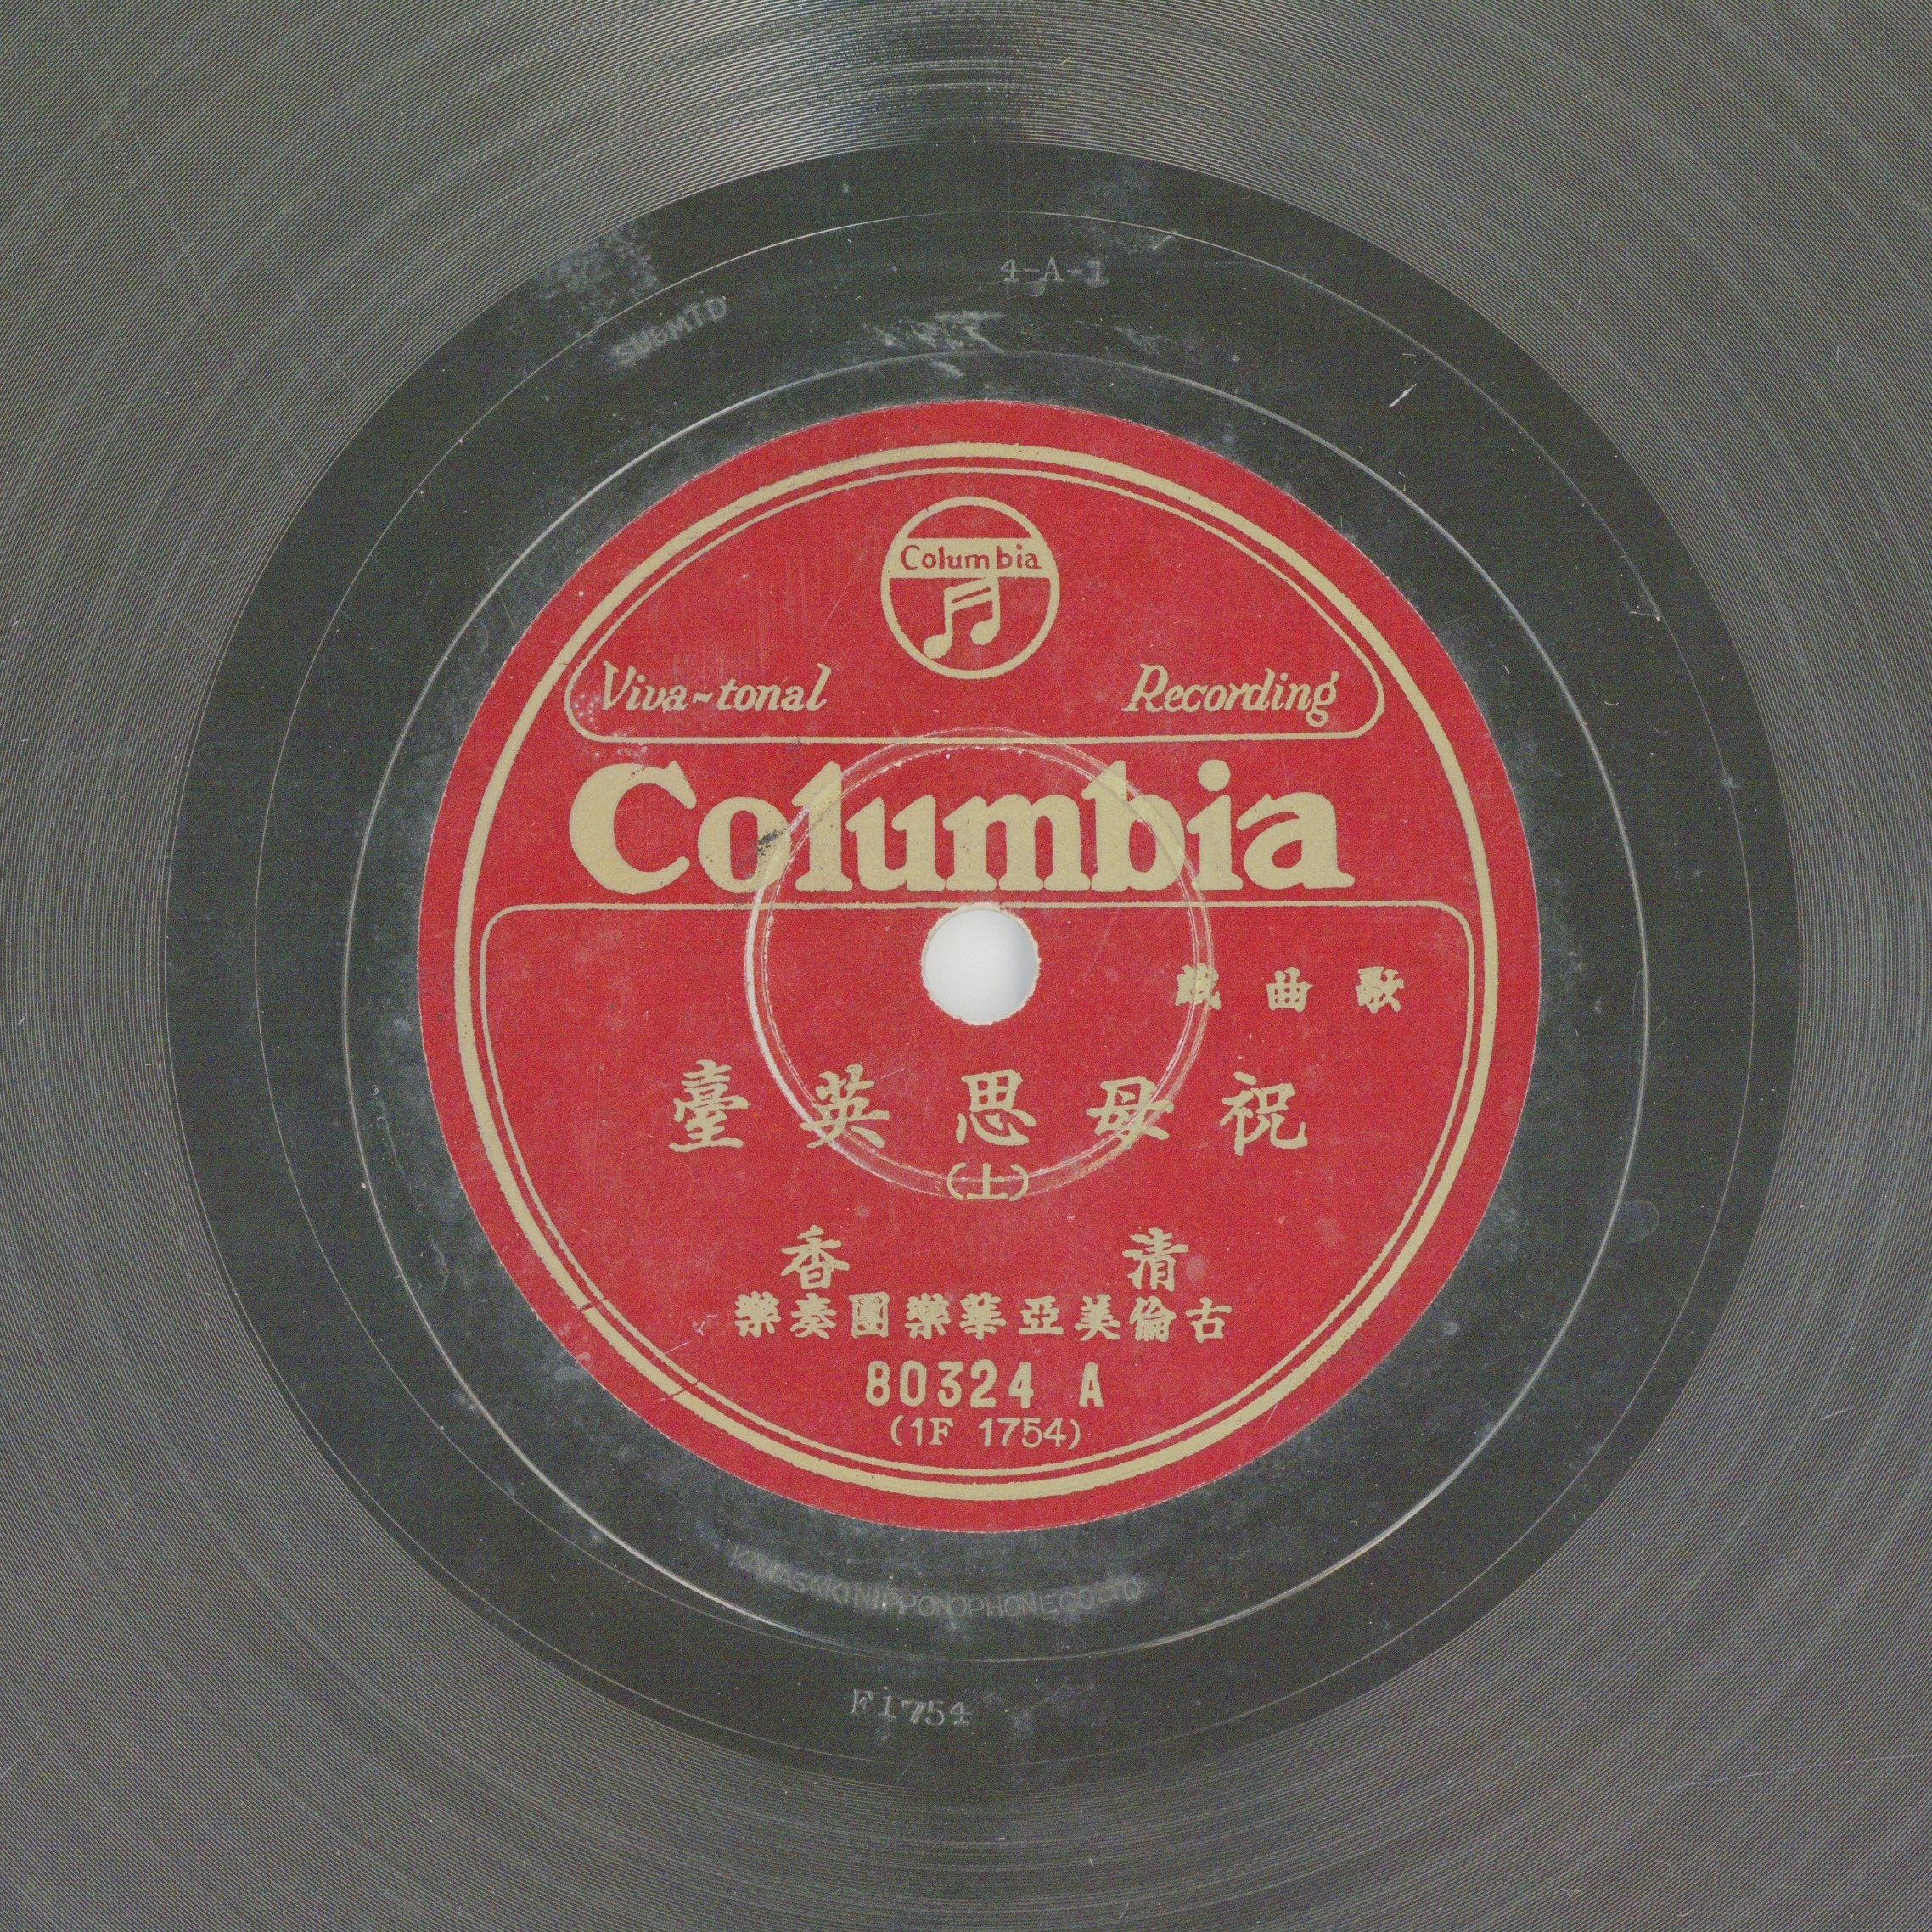 4-A-1
SUBMTD
Columbia
Viva-tonal Recording
Columbia
歌曲戲
祝母思英臺
(上)
清香
古倫美亞華樂團奏樂
80324 A
(1F 1754)
KAWASAKI NIPPONOPHONE CO LTD
F1754